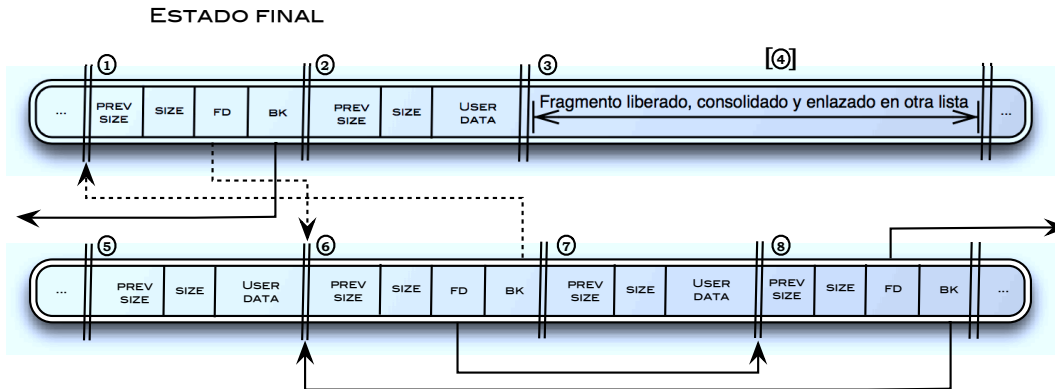 ESTADO FINAL
① ② ③ [④]
... PREV SIZE SIZE FD BK PREV SIZE SIZE USER DATA Fragmento liberado, consolidado y enlazado en otra lista ...
⑤ ⑥ ⑦ ⑧
... PREV SIZE SIZE USER DATA PREV SIZE SIZE FD BK PREV SIZE SIZE USER DATA PREV SIZE SIZE FD BK ...